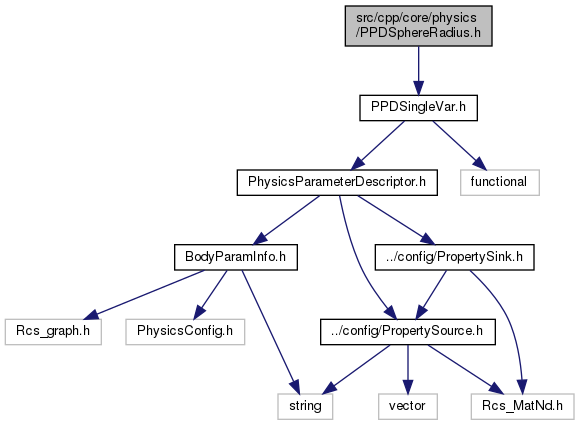 src/cpp/core/physics
/PPDSphereRadius.h
PPDSingleVar.h
PhysicsParameterDescriptor.h
functional
BodyParamInfo.h
../config/PropertySink.h
Rcs_graph.h
PhysicsConfig.h
../config/PropertySource.h
string
vector
Rcs_MatNd.h